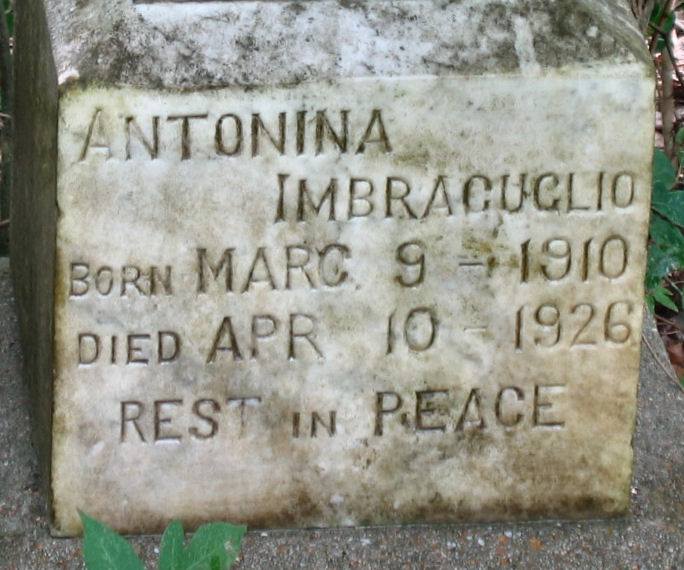 ANTONINA
IMBRAGUGLIO
BORN MARC. 9 - 1910
DIED APR 10 - 1926
REST IN PEACE